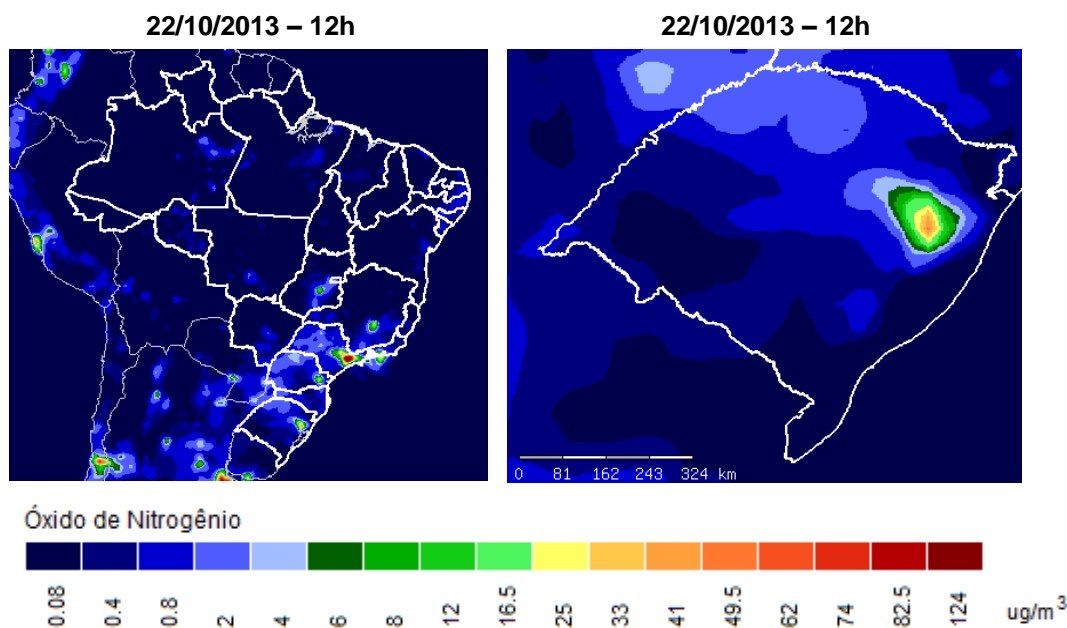 22/10/2013 – 12h
22/10/2013 – 12h
0 81 162 243 324 km
Óxido de Nitrogênio
0.08 0.4 0.8 2 4 6 8 12 16.5 25 33 41 49.5 62 74 82.5 124 ug/m³